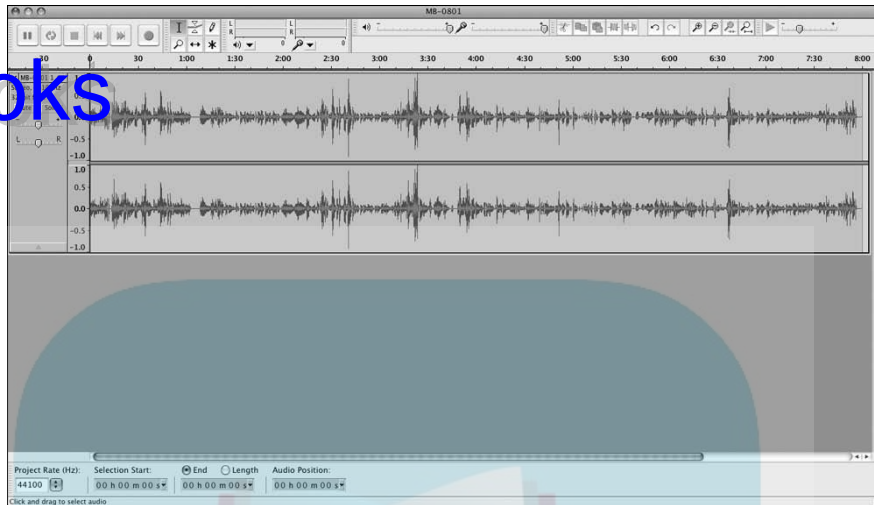 MB-0801
L
R
L
R
0
0
30 0 30 1:00 1:30 2:00 2:30 3:00 3:30 4:00 4:30 5:00 5:30 6:00 6:30 7:00 7:30 8:00
oks
1.0
-0.5
-1.0
L R
1.0
0.5
0.0
-0.5
-1.0
Project Rate (Hz): Selection Start: End Length Audio Position:
44100 00 h 00 m 00 s 00 h 00 m 00 s 00 h 00 m 00 s
Click and drag to select audio